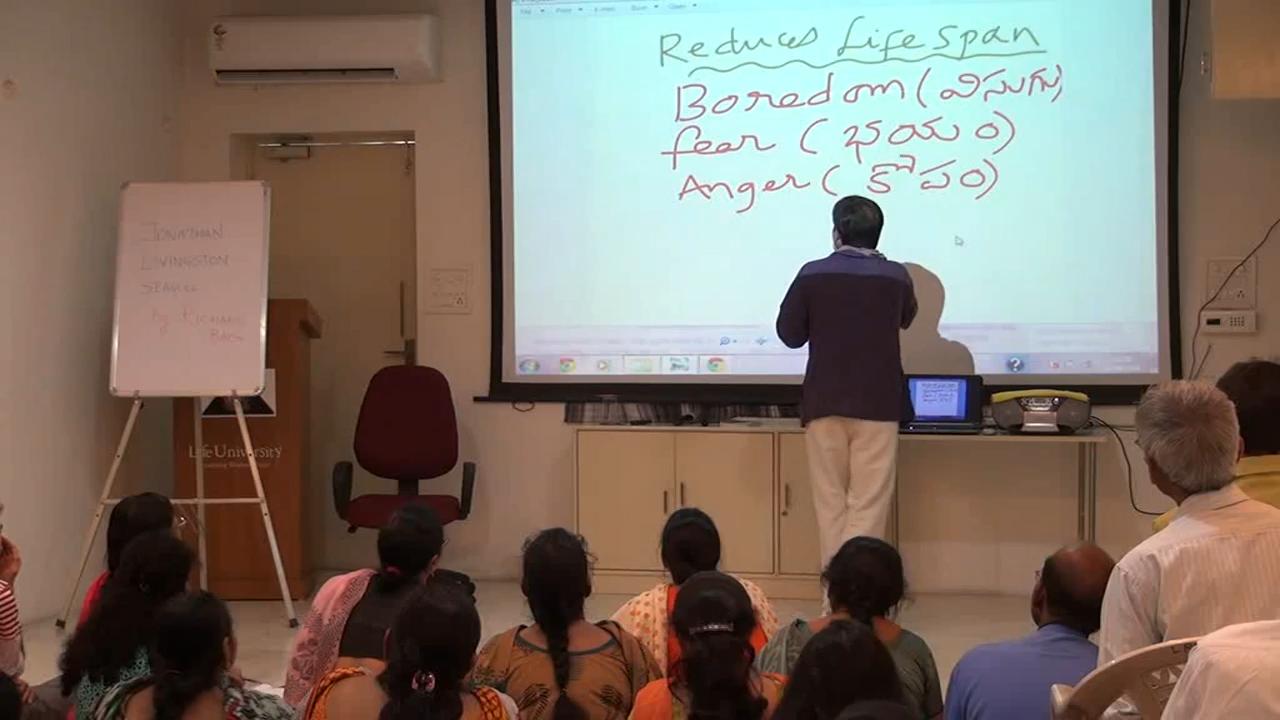 Reduces Life span
Boredom (విసుగు)
fear (భయం)
Anger (కోపం)
JONATHAN
LIVINGSTON
SEAGULL
by RICHARD
BACH
Life University